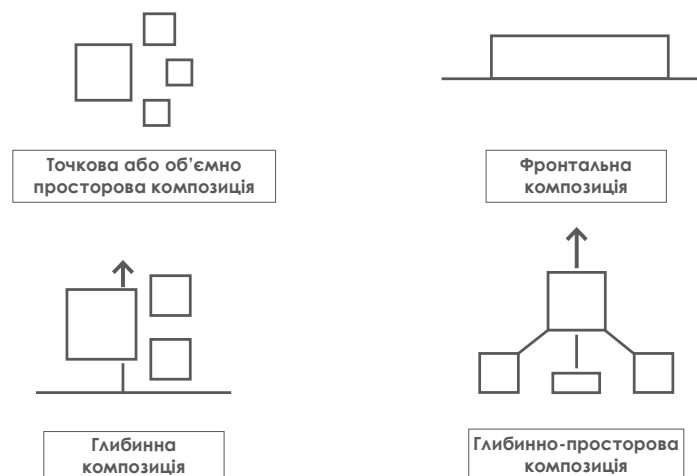 Точкова або об’ємно
просторова композиція
Фронтальна
композиція
Глибинна
композиція
Глибинно-просторова
композиція